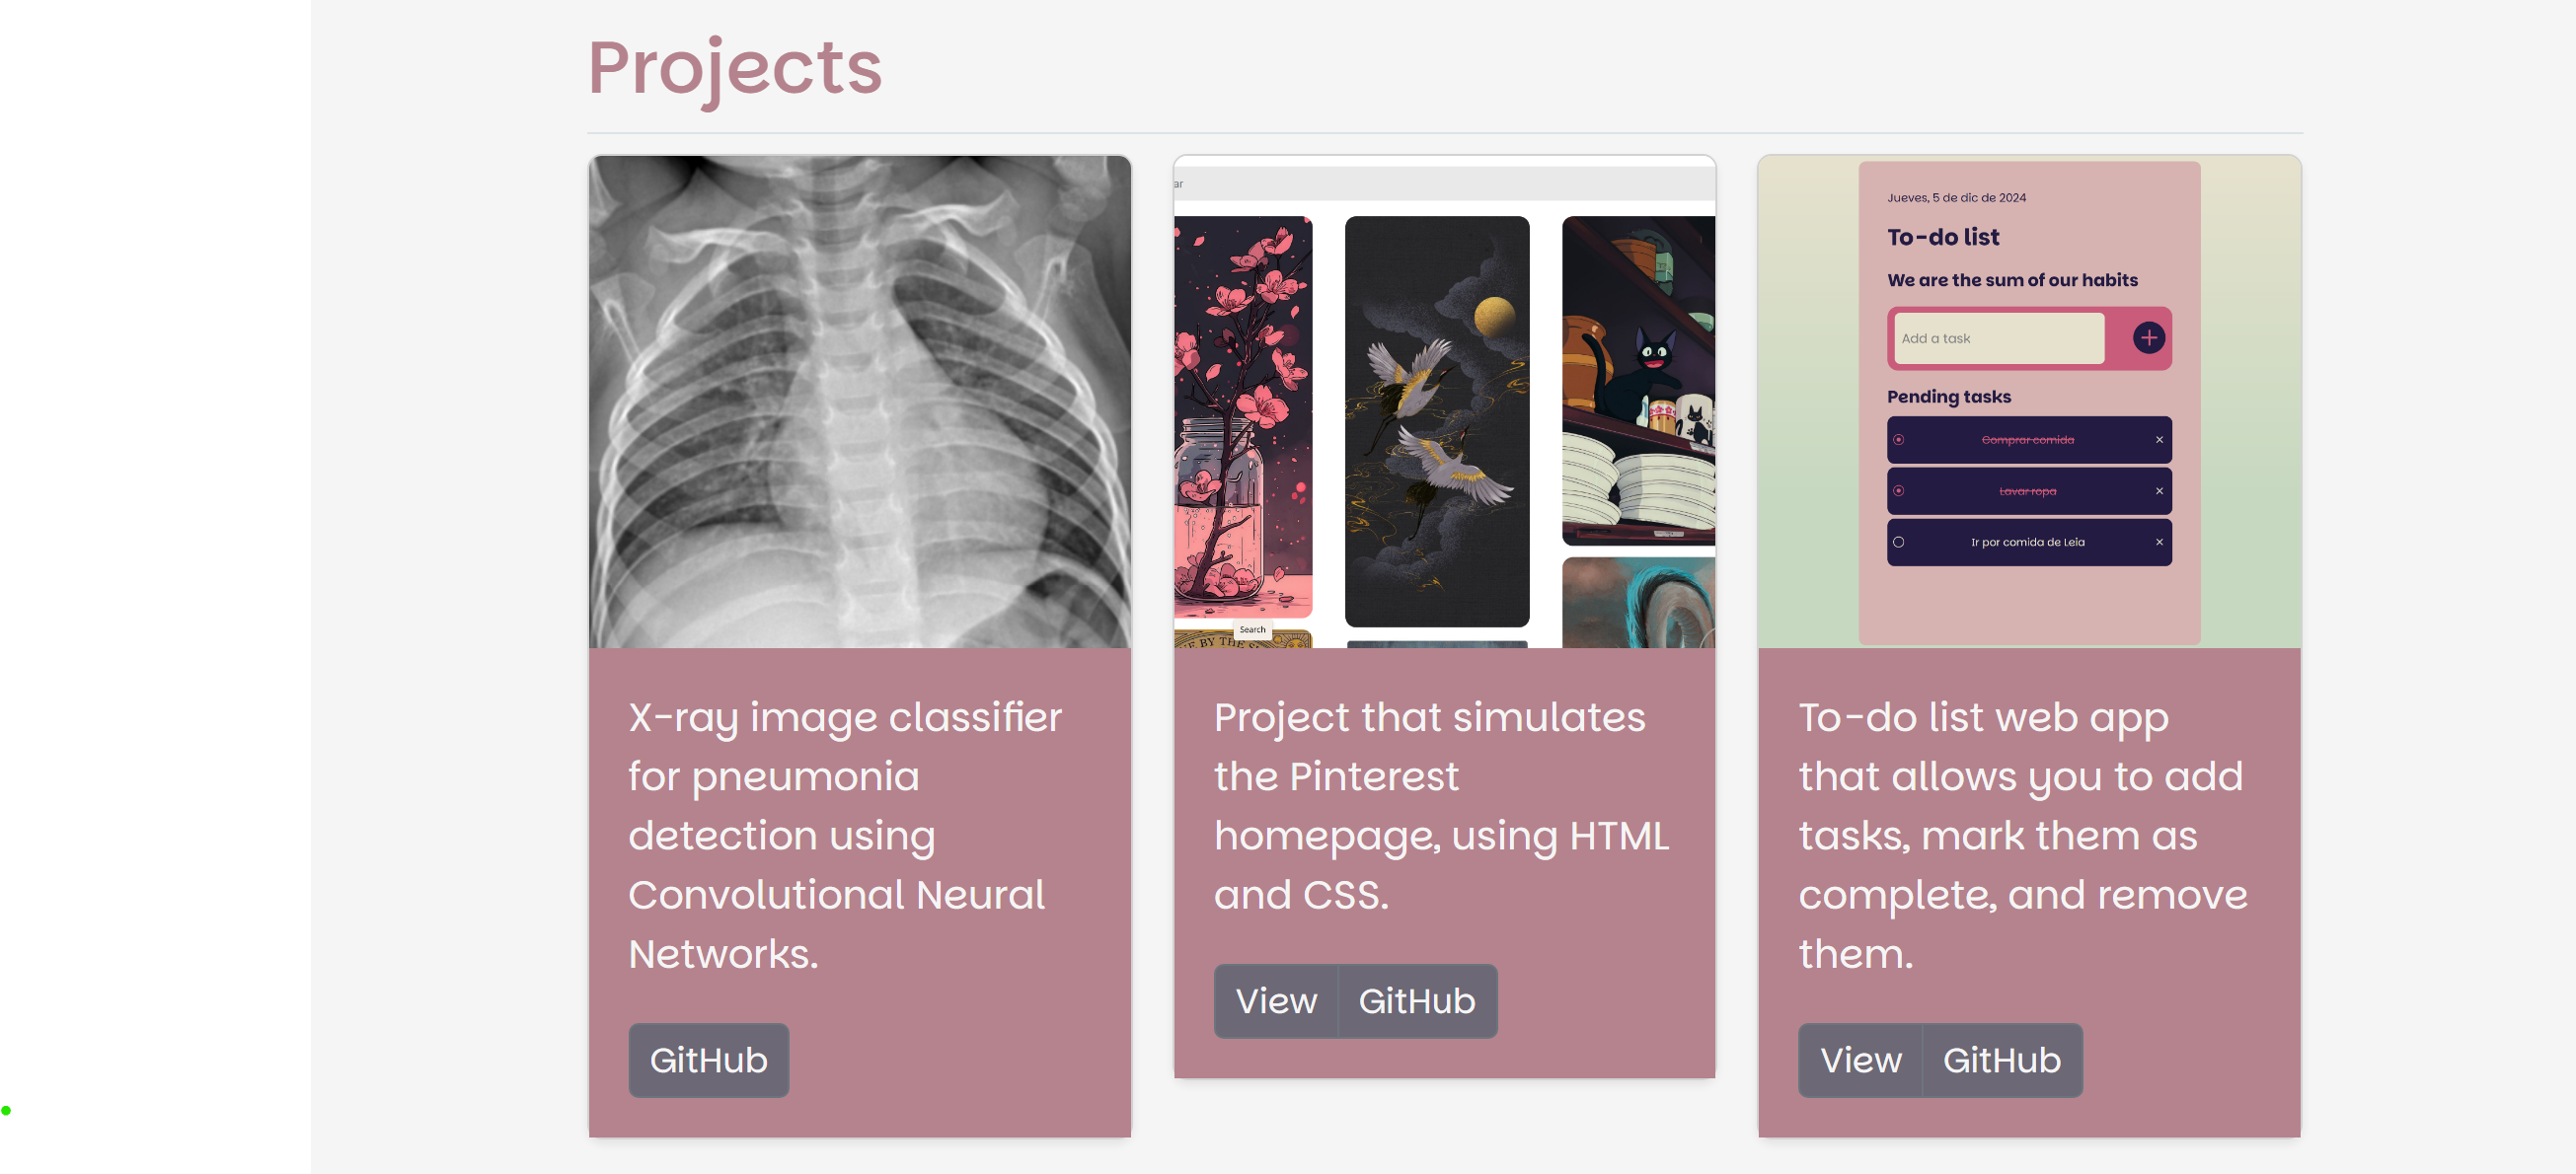 Projects
ar
Search
BY THE
X-ray image classifier
for pneumonia
detection using
Convolutional Neural
Networks.
GitHub
Project that simulates
the Pinterest
homepage, using HTML
and CSS.
View GitHub
Jueves, 5 de dic de 2024
To-do list
We are the sum of our habits
Add a task
Pending tasks
Comprar comida
Lavar ropa
Ir por comida de Leia
To-do list web app
that allows you to add
tasks, mark them as
complete, and remove
them.
View GitHub